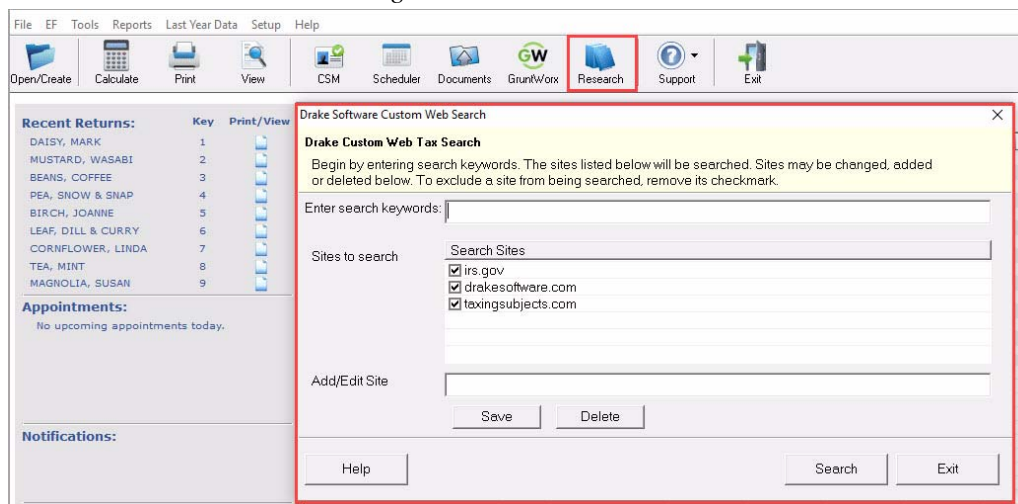 File EF Tools Reports Last Year Data Setup Help
Open/Create Calculate Print View CSM Scheduler Documents GruntWorx Research Support Exit
GW
Recent Returns: Key Print/View
DAISY, MARK 1
MUSTARD, WASABI 2
BEANS, COFFEE 3
PEA, SNOW & SNAP 4
BIRCH, JOANNE 5
LEAF, DILL & CURRY 6
CORNFLOWER, LINDA 7
TEA, MINT 8
MAGNOLIA, SUSAN 9
Appointments:
No upcoming appointments today.
Notifications:
Drake Software Custom Web Search
Drake Custom Web Tax Search
Begin by entering search keywords. The sites listed below will be searched. Sites may be changed, added
or deleted below. To exclude a site from being searched, remove its checkmark.
Enter search keywords:
Sites to search
Search Sites
irs.gov
drakesoftware.com
taxingsubjects.com
Add/Edit Site
Save Delete
Help Search Exit